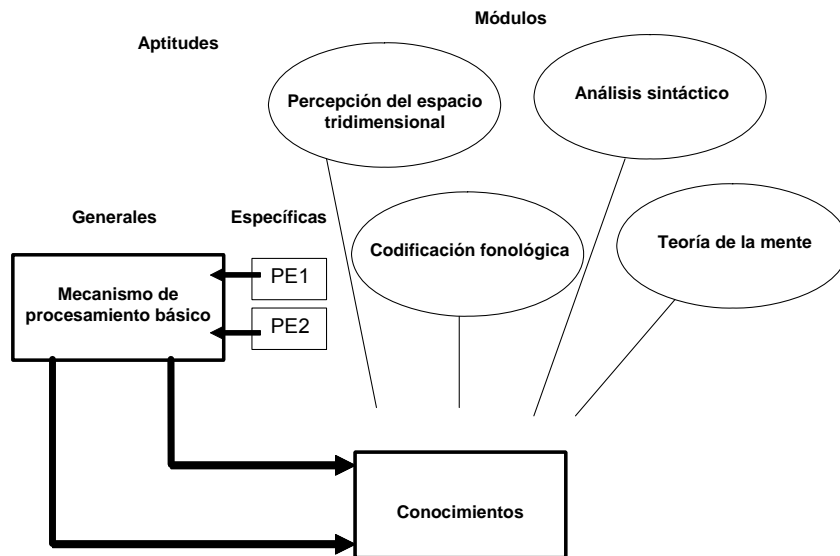 Módulos
Aptitudes
Percepción del espacio
tridimensional
Análisis sintáctico
Generales
Específicas
Codificación fonológica
Teoría de la mente
Mecanismo de
procesamiento básico
PE1
PE2
Conocimientos